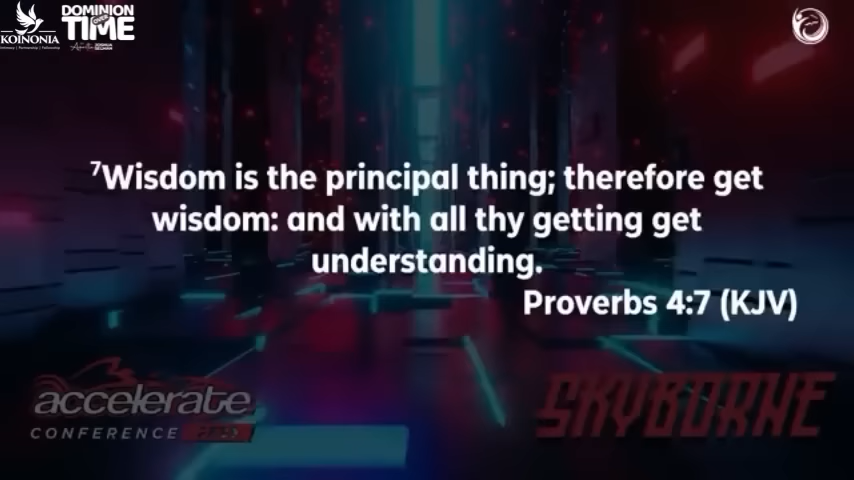 KOINONIA
DOMINION
OVER
TIME
⁷Wisdom is the principal thing; therefore get
wisdom: and with all thy getting get
understanding.
Proverbs 4:7 (KJV)
accelerate
CONFERENCE
SKYBORNE